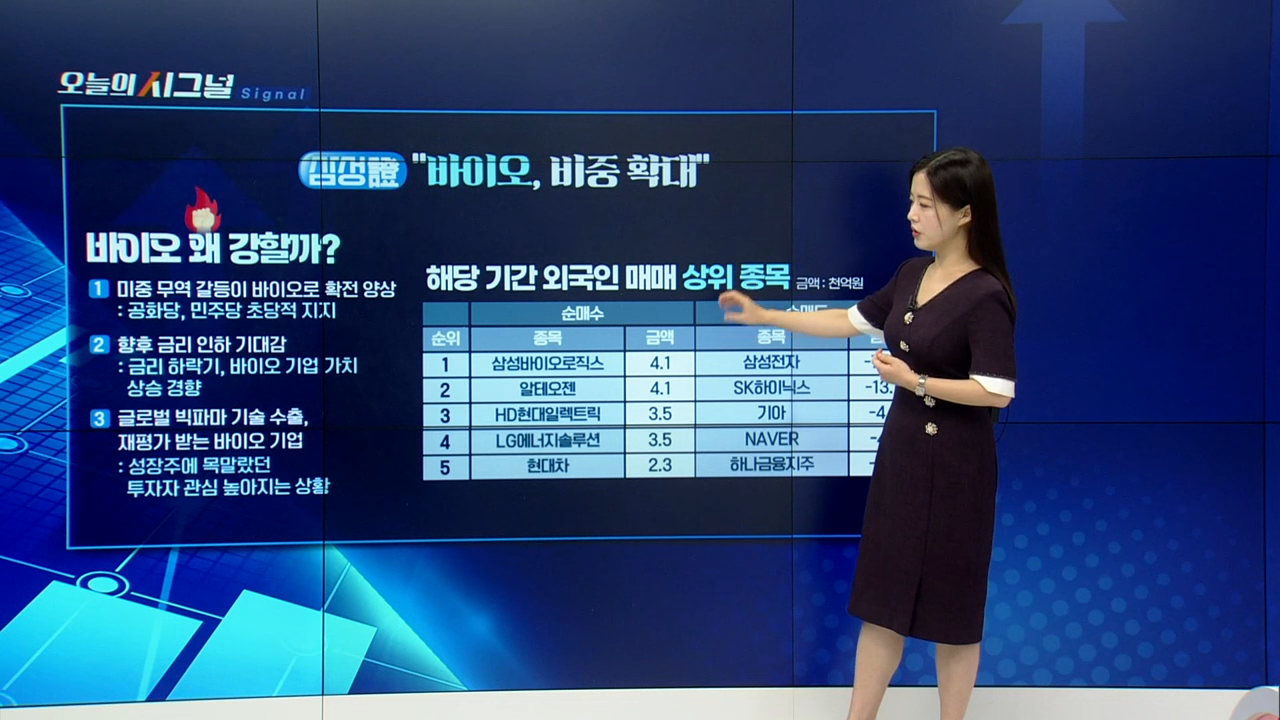 오늘의 시그널 Signal
삼성證 "바이오, 비중 확대"
바이오 왜 강할까?
1 미중 무역 갈등이 바이오로 확전 양상
: 공화당, 민주당 초당적 지지
2 향후 금리 인하 기대감
: 금리 하락기, 바이오 기업 가치
상승 경향
3 글로벌 빅파마 기술 수출,
재평가 받는 바이오 기업
: 성장주에 목말랐던
투자자 관심 높아지는 상황
해당 기간 외국인 매매 상위 종목 금액 : 천억원
순매수
순위 종목 금액 종목
1 삼성바이오로직스 4.1 삼성전자
2 알테오젠 4.1 SK하이닉스 -13.
3 HD현대일렉트릭 3.5 기아 -4
4 LG에너지솔루션 3.5 NAVER
5 현대차 2.3 하나금융지주